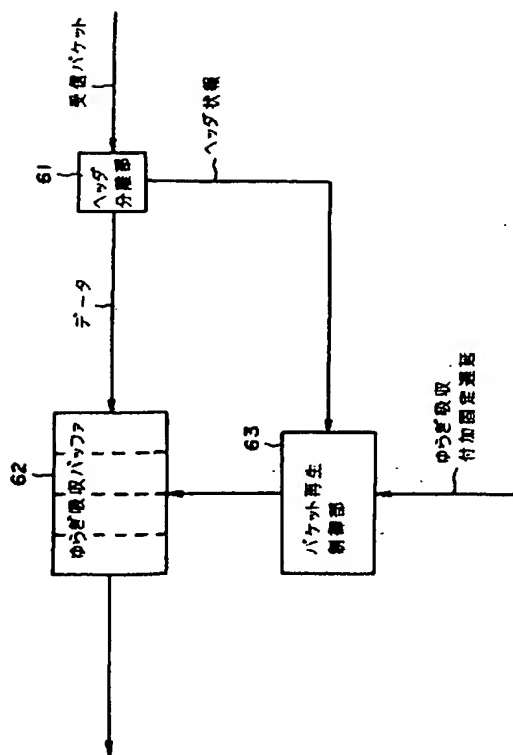 受信パケット
61
ヘッダ
分離部
ヘッダ状報
データ
62
ゆらぎ吸収バッファ
63
パケット再生
制御部
ゆらぎ吸収
付加固定遅延